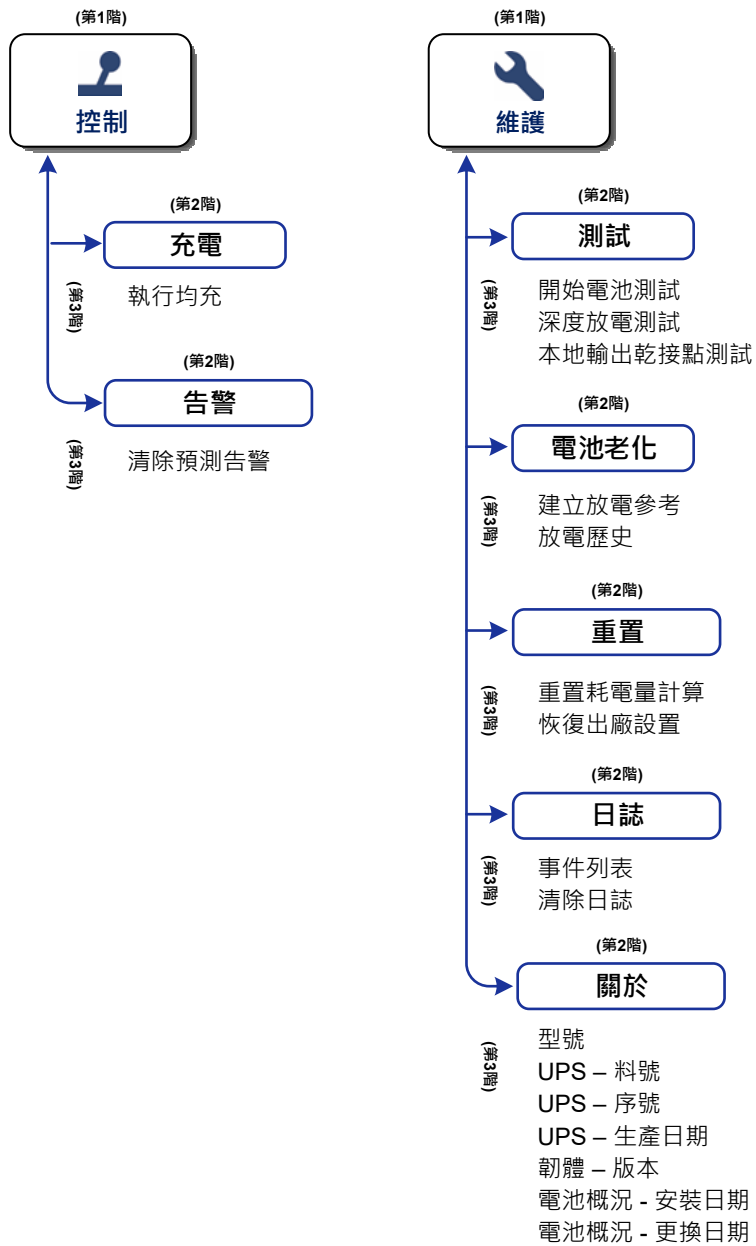 (第1階)
控制
(第2階)
充電
(第3階)
執行均充
(第2階)
告警
(第3階)
清除預測告警
(第1階)
維護
(第2階)
測試
(第3階)
開始電池測試
深度放電測試
本地輸出乾接點測試
(第2階)
電池老化
(第3階)
建立放電參考
放電歷史
(第2階)
重置
(第3階)
重置耗電量計算
恢復出廠設置
(第2階)
日誌
(第3階)
事件列表
清除日誌
(第2階)
關於
(第3階)
型號
UPS – 料號
UPS – 序號
UPS – 生產日期
韌體 – 版本
電池概況 - 安裝日期
電池概況 - 更換日期